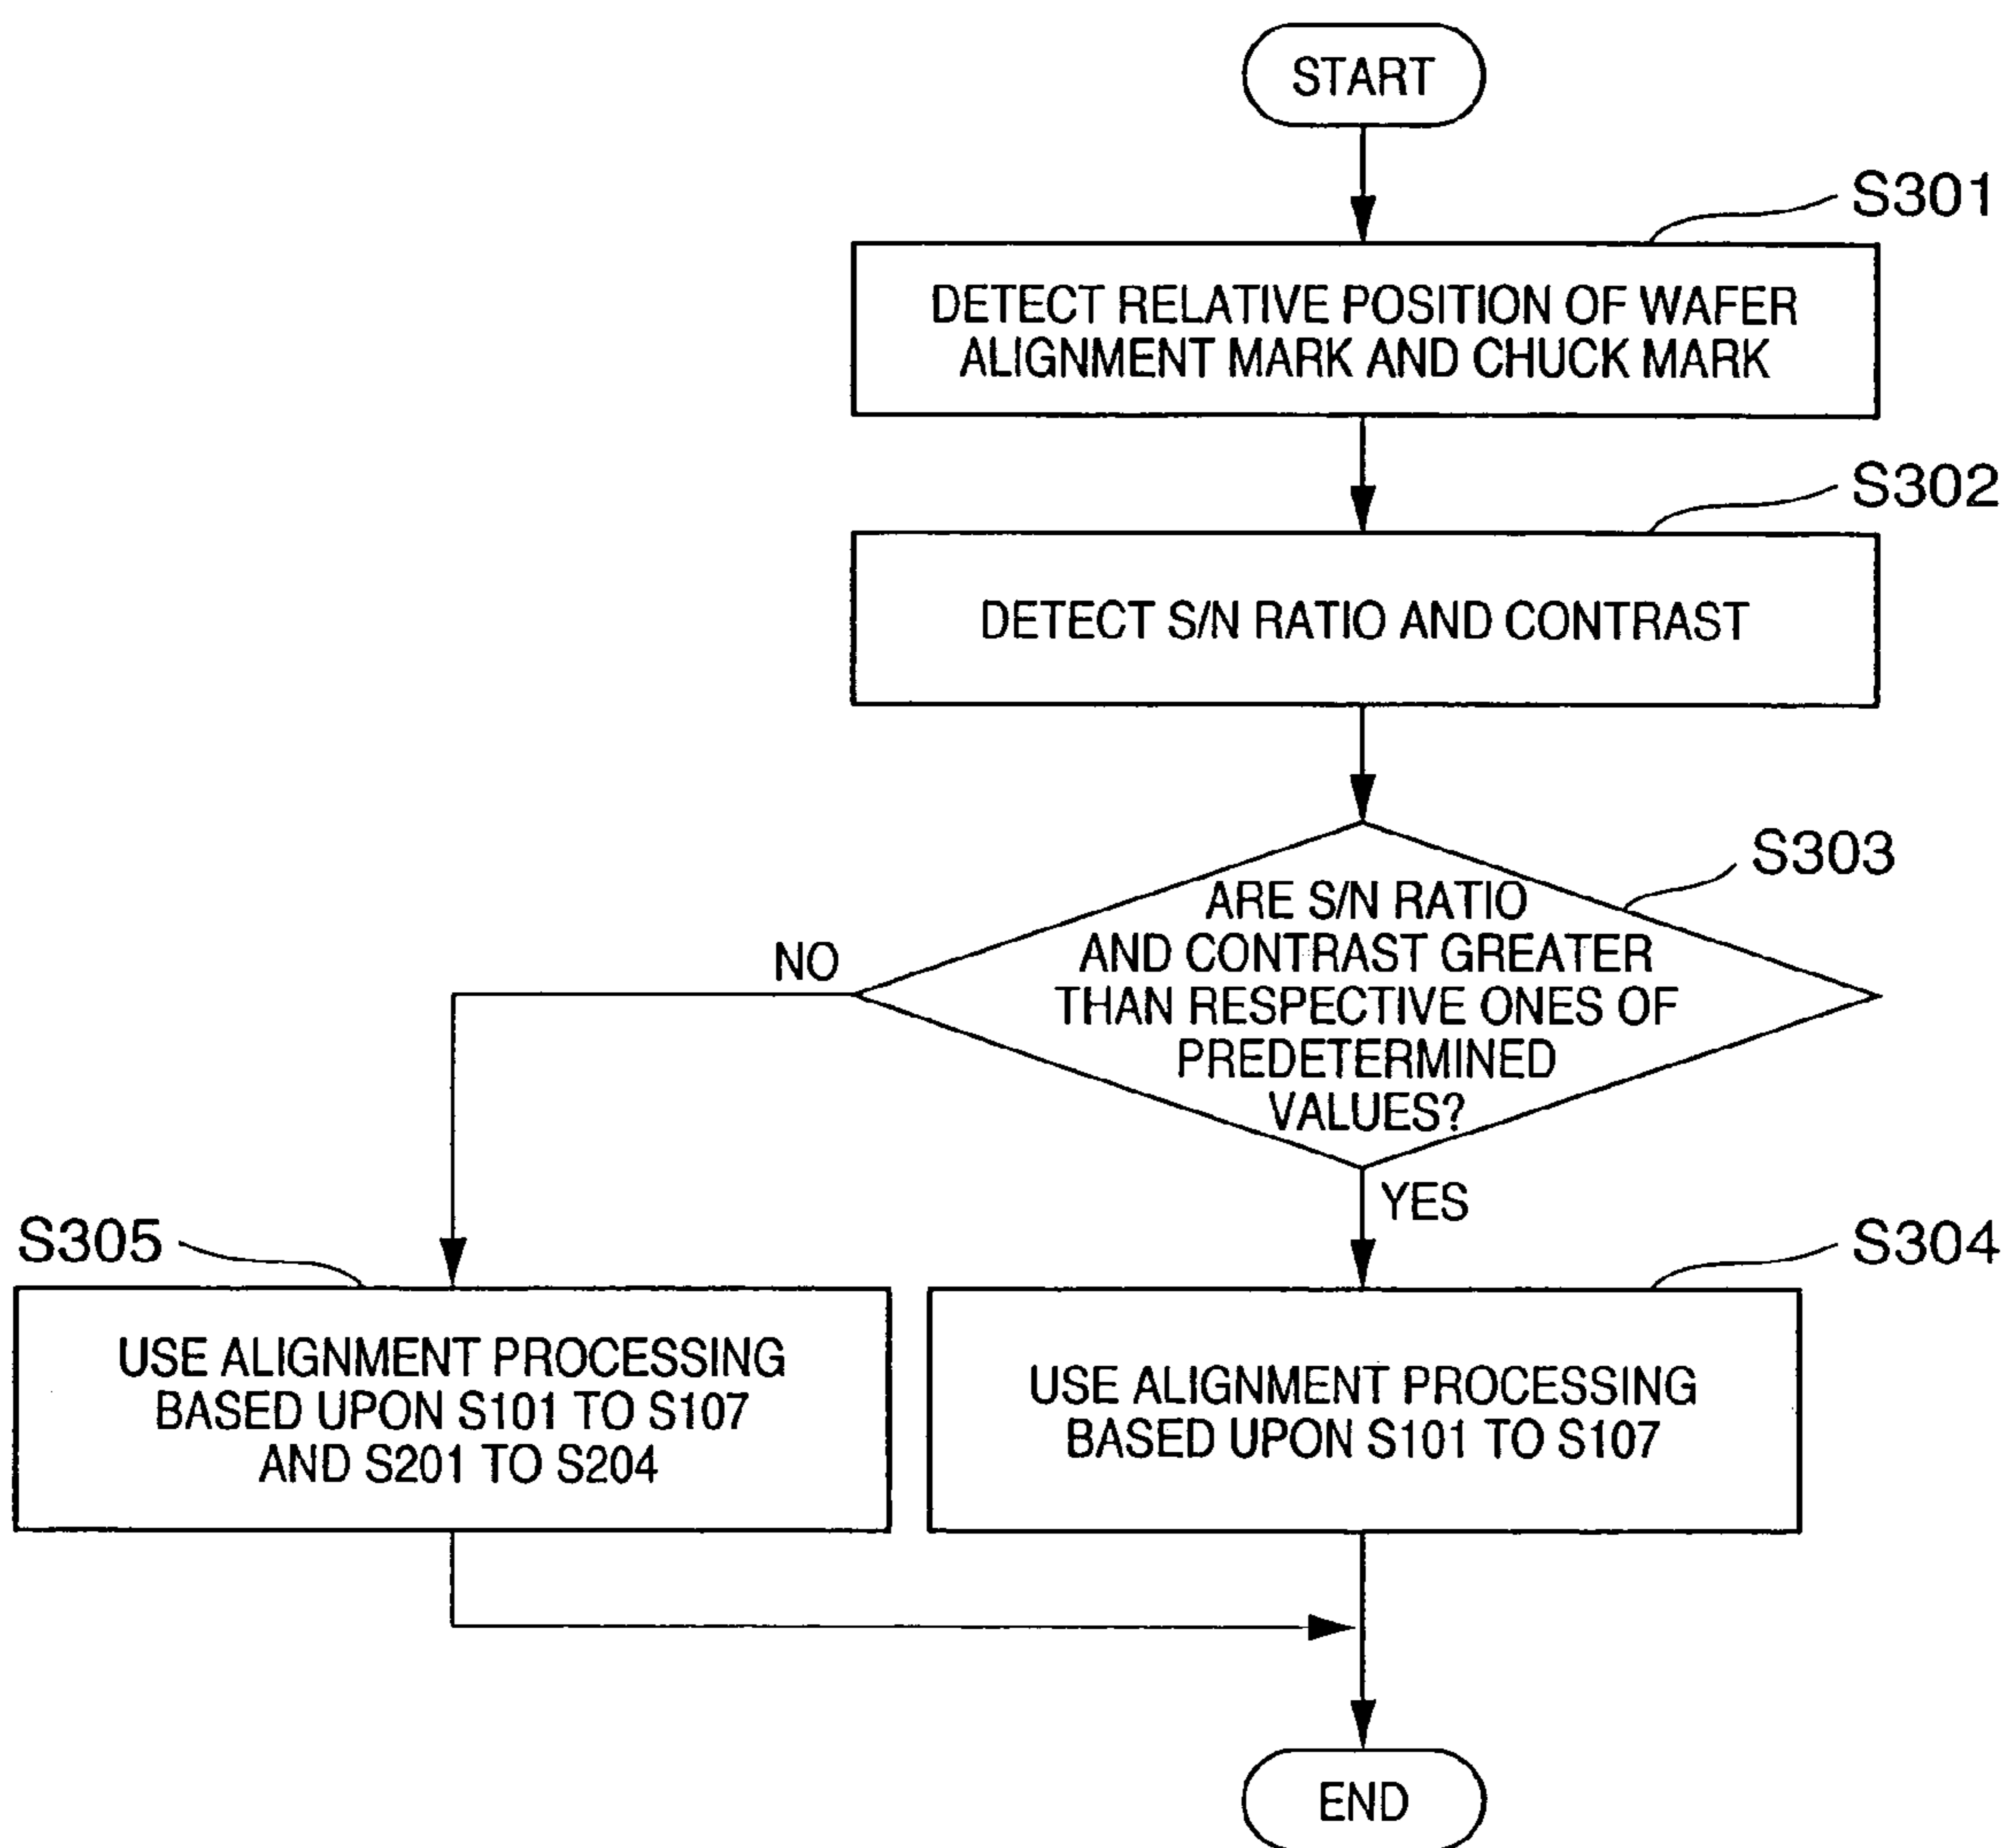 START
S301
DETECT RELATIVE POSITION OF WAFER
ALIGNMENT MARK AND CHUCK MARK
S302
DETECT S/N RATIO AND CONTRAST
S303
ARE S/N RATIO
AND CONTRAST GREATER
THAN RESPECTIVE ONES OF
PREDETERMINED
VALUES?
NO
YES
S305
USE ALIGNMENT PROCESSING
BASED UPON S101 TO S107
AND S201 TO S204
S304
USE ALIGNMENT PROCESSING
BASED UPON S101 TO S107
END